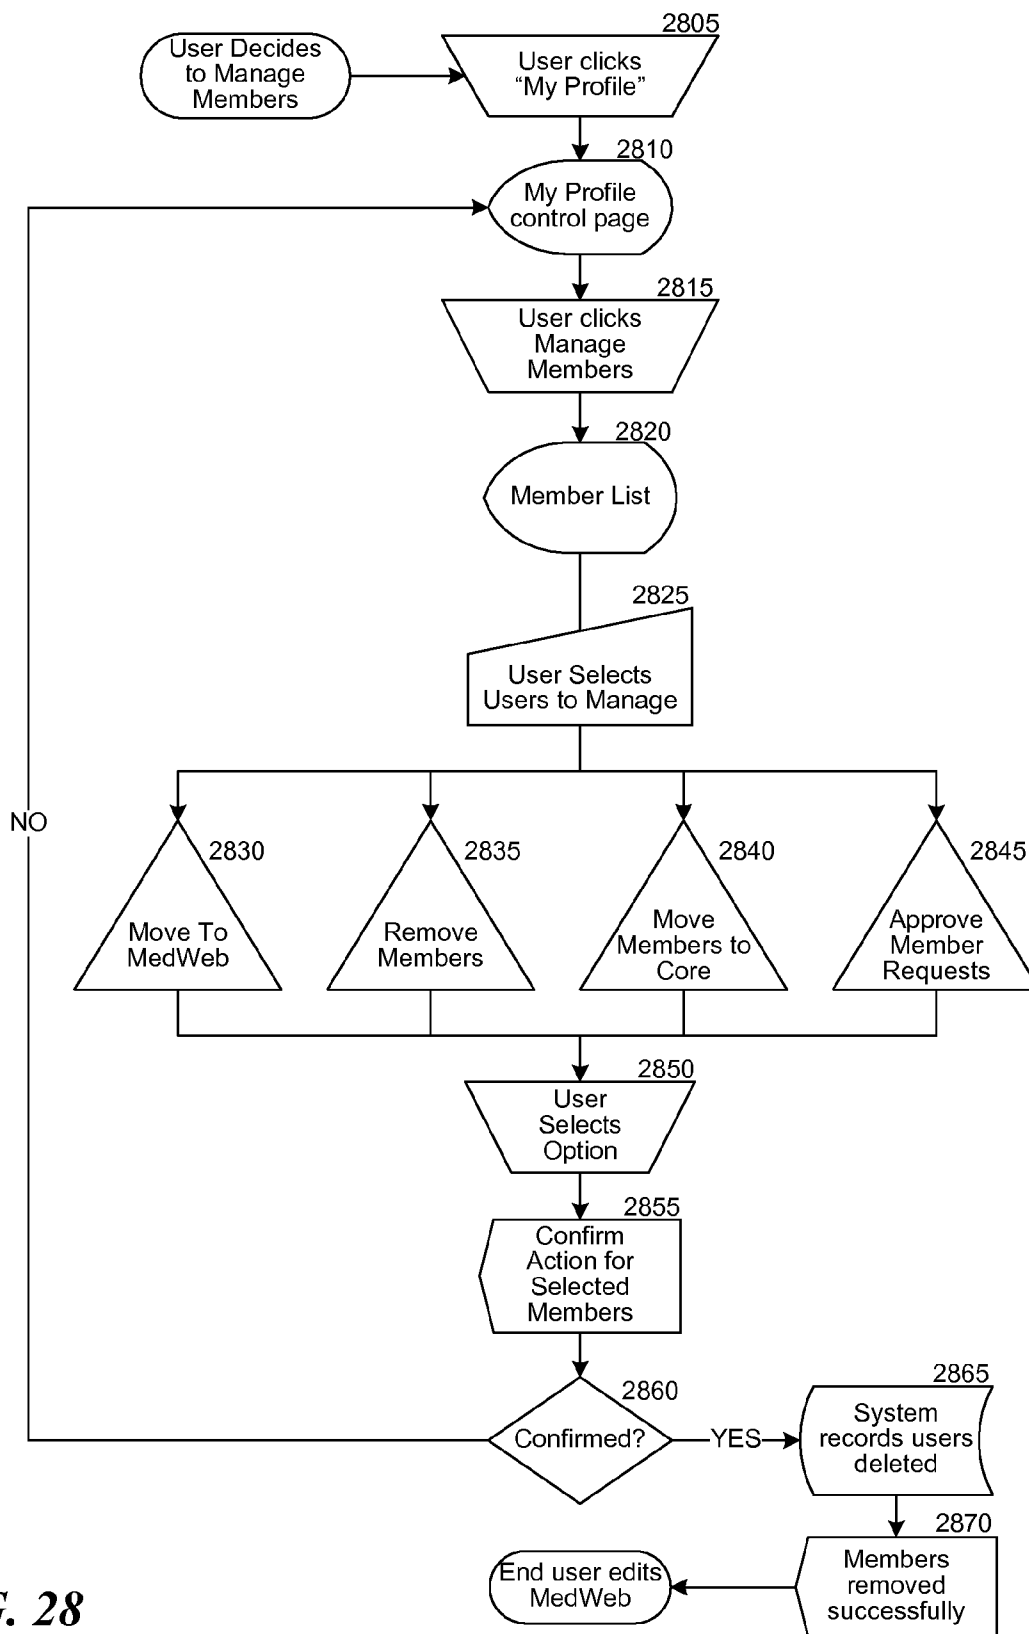 2805
User Decides
to Manage
Members
User clicks
“My Profile”
2810
My Profile
control page
2815
User clicks
Manage
Members
2820
Member List
2825
User Selects
Users to Manage
NO
2830
Move To
MedWeb
2835
Remove
Members
2840
Move
Members to
Core
2845
Approve
Member
Requests
2850
User
Selects
Option
2855
Confirm
Action for
Selected
Members
2860
Confirmed?
YES
2865
System
records users
deleted
2870
Members
removed
successfully
End user edits
MedWeb
G. 28